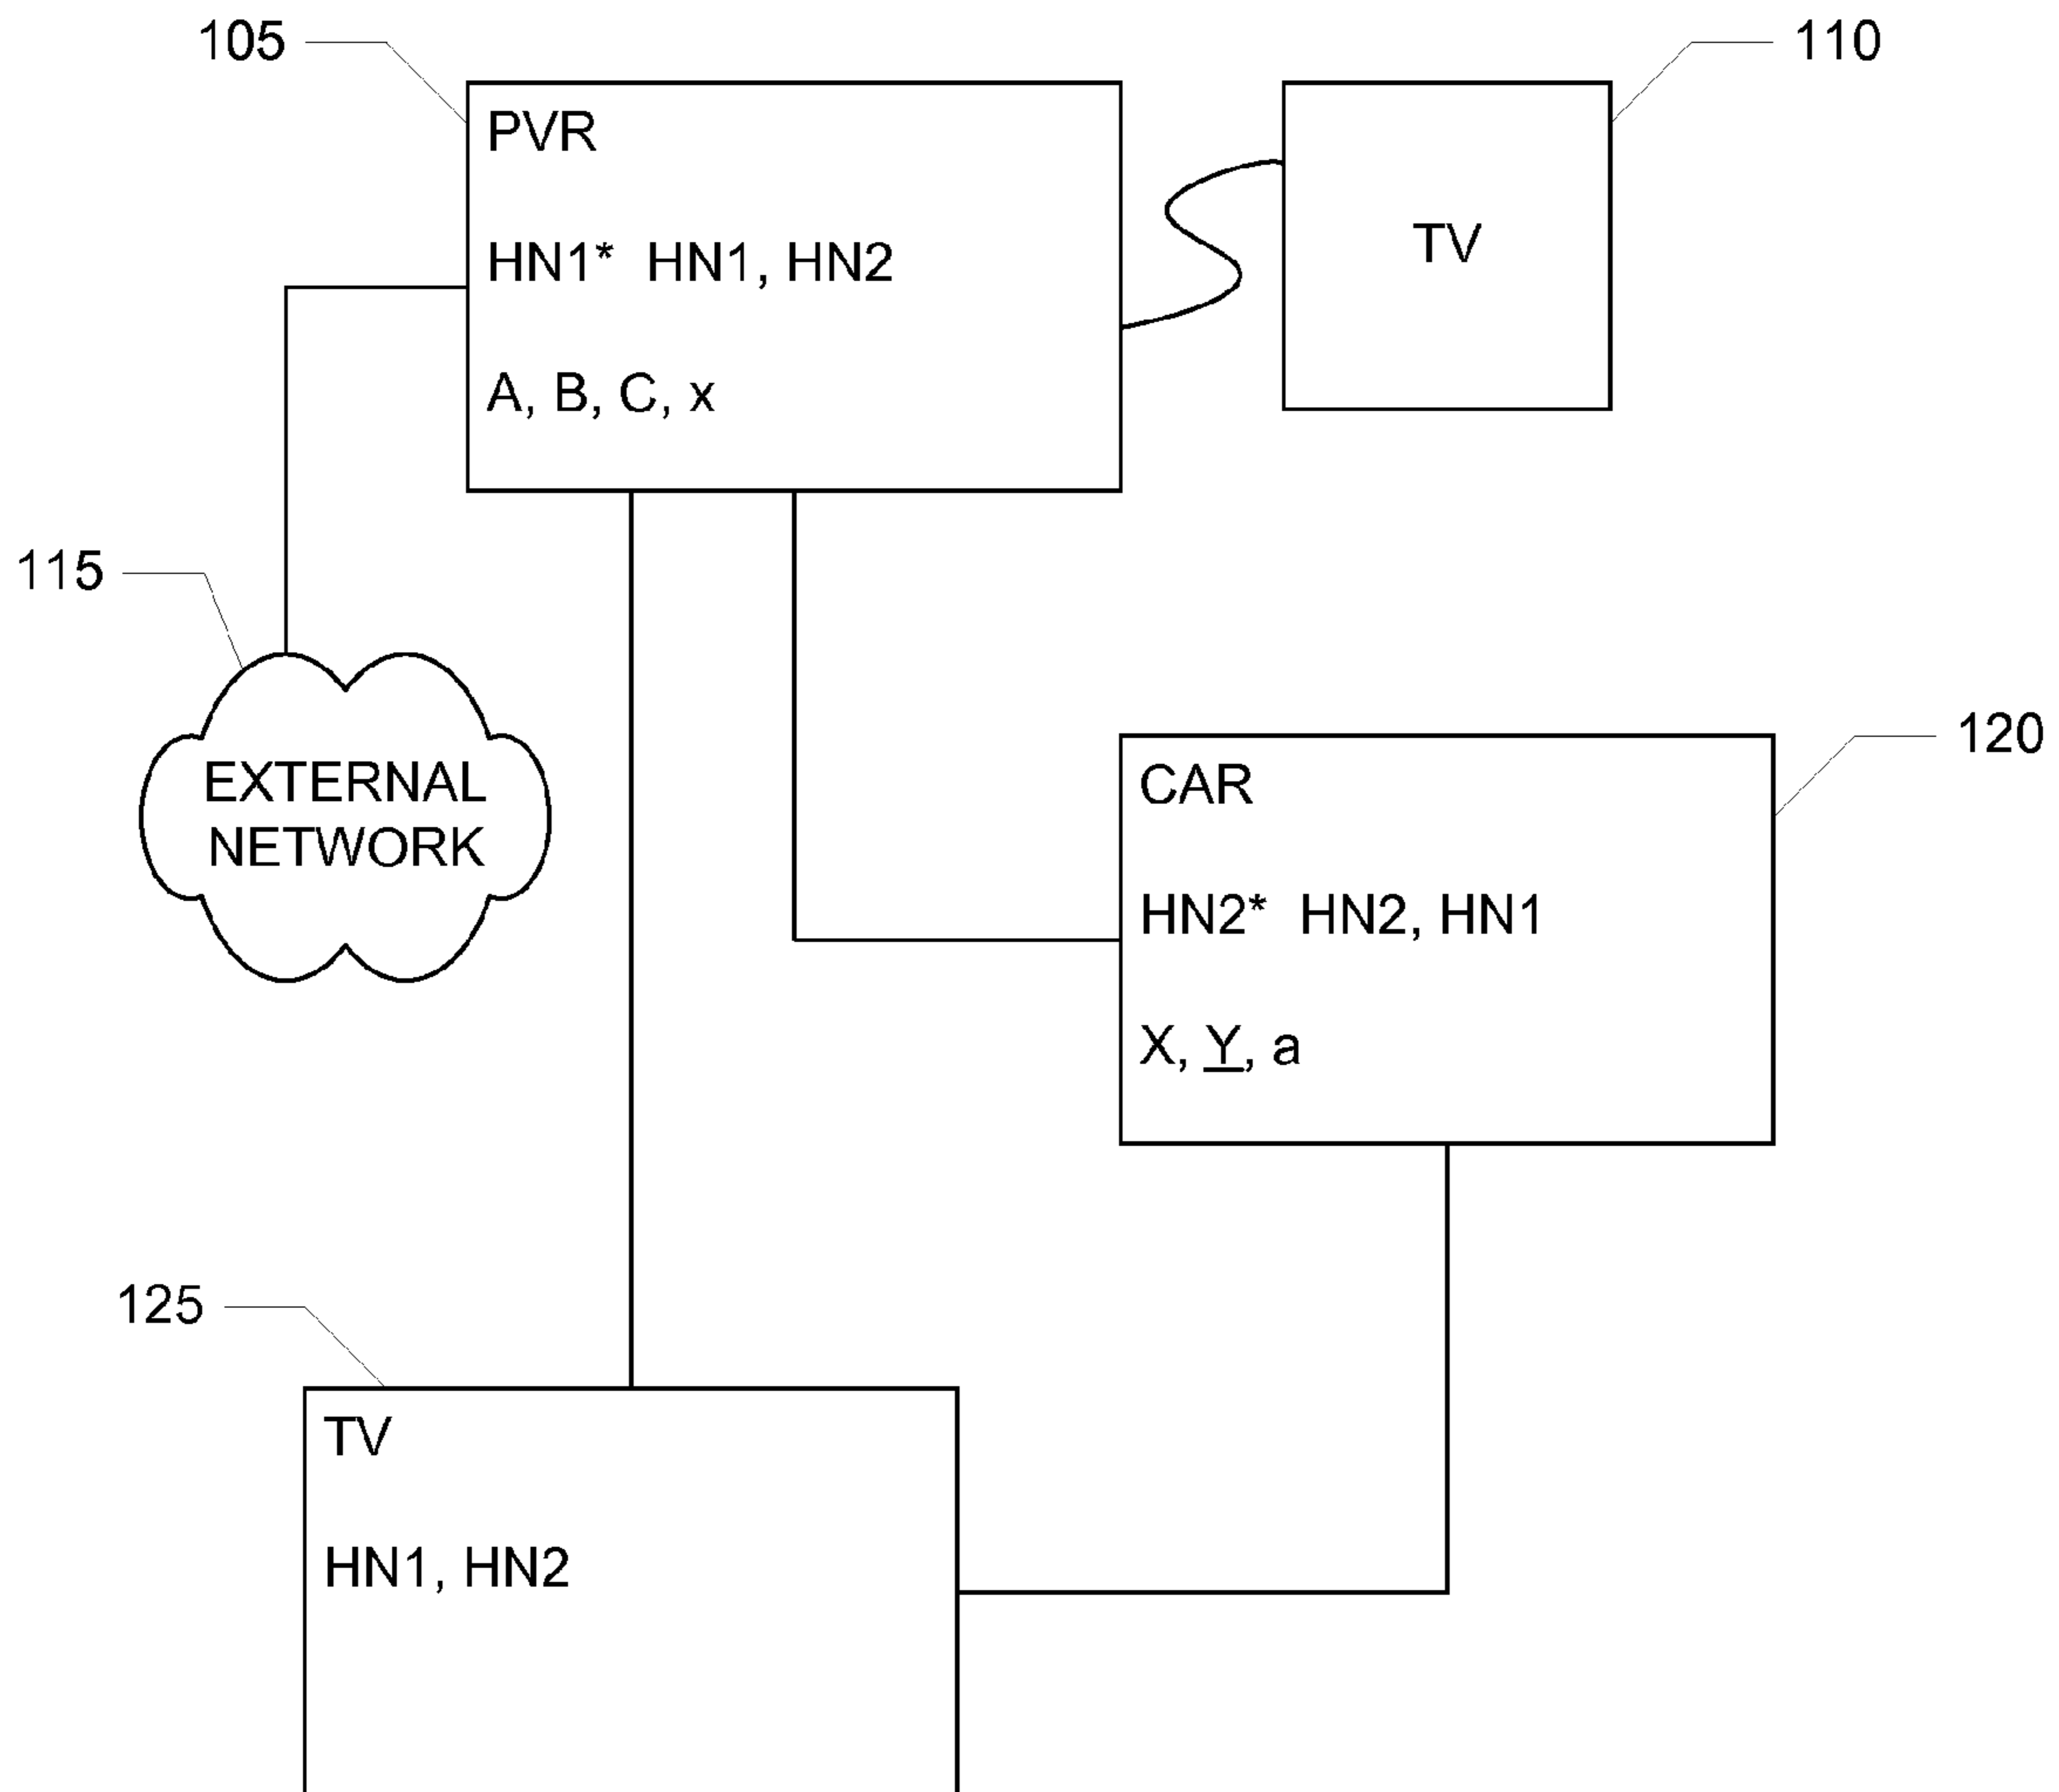 105
110
PVR
HN1* HN1, HN2
A, B, C, x
TV
115
EXTERNAL
NETWORK
120
CAR
HN2* HN2, HN1
X, Y, a
125
TV
HN1, HN2